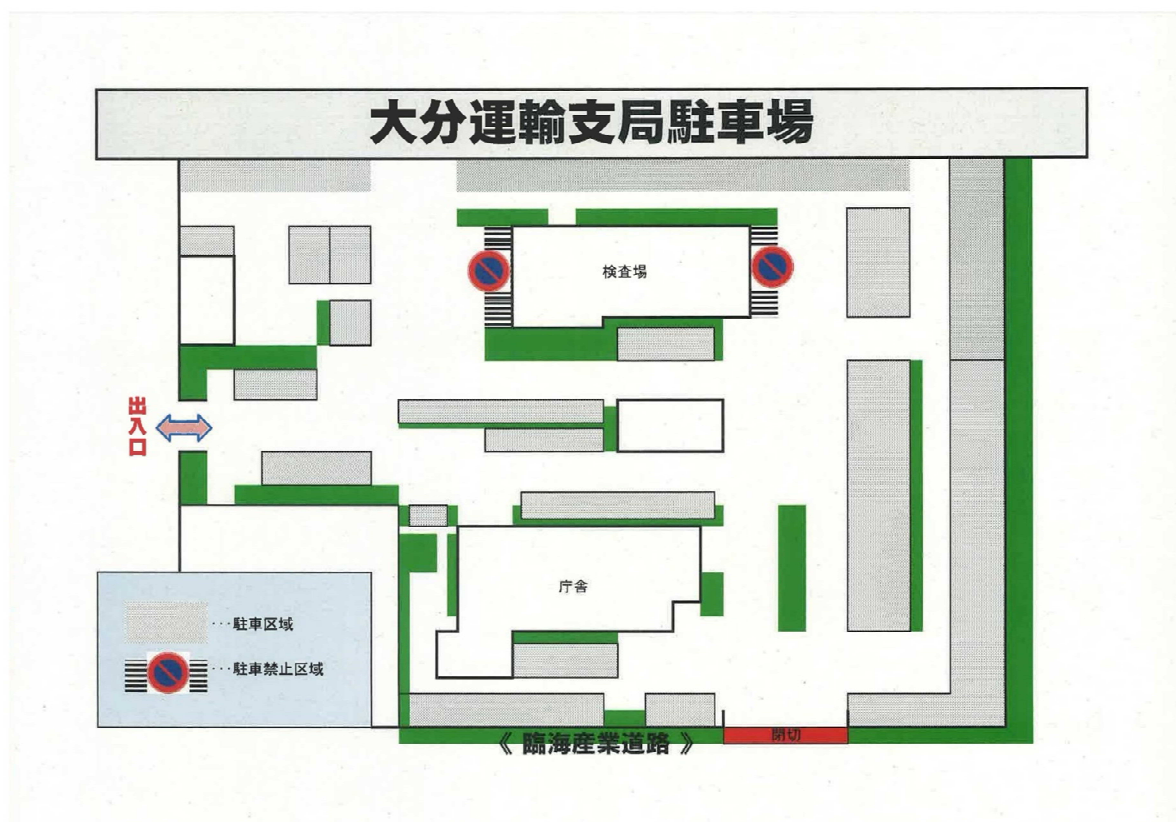 大分運輸支局駐車場
検査場
出入口
庁舎
・・・駐車区域
・・・駐車禁止区域
《 臨海産業道路 》
閉切